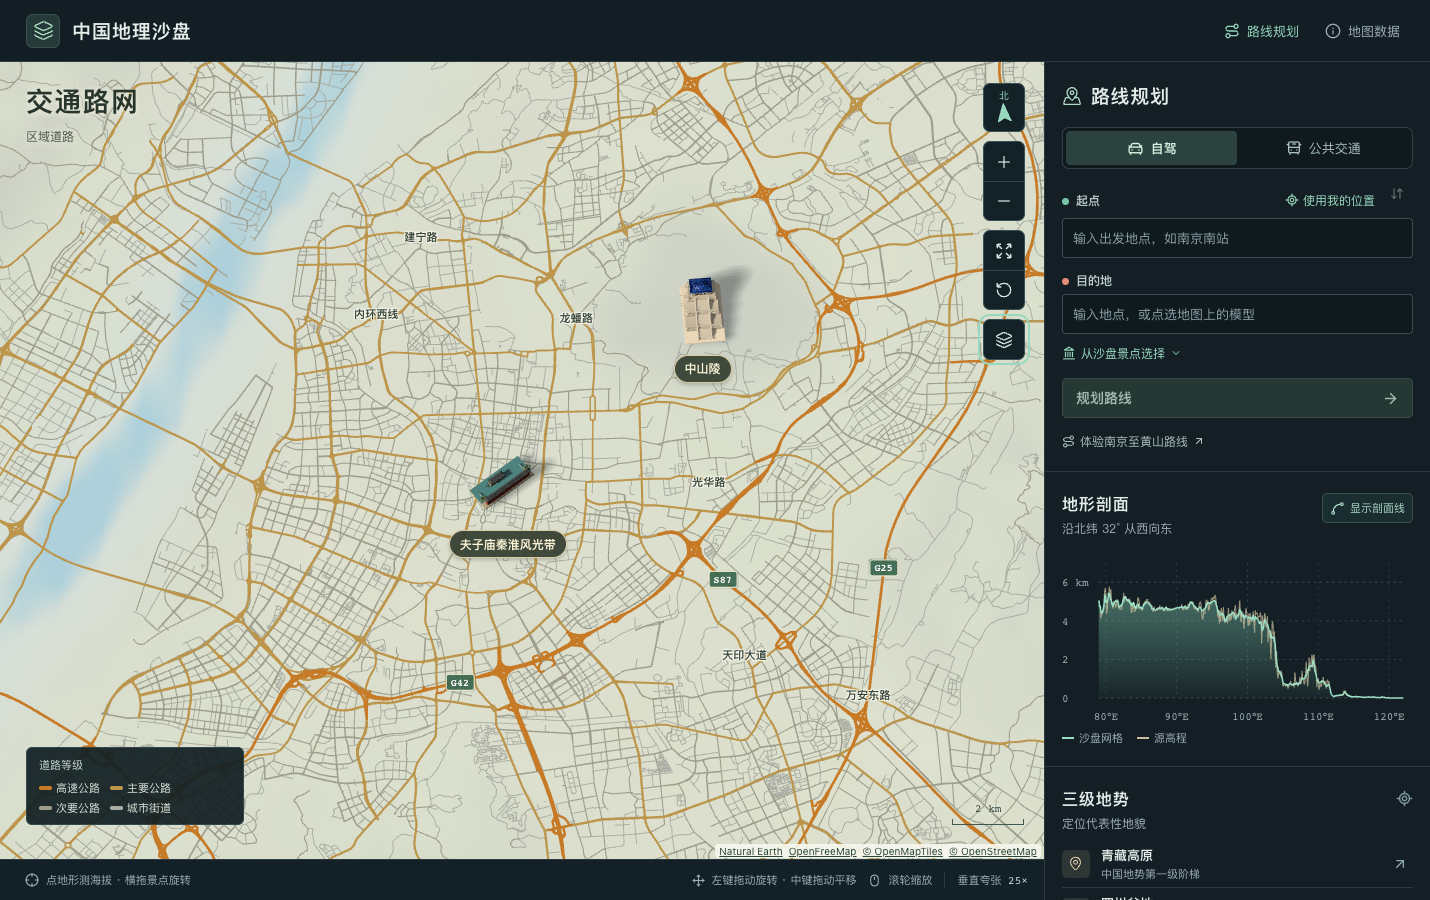 中国地理沙盘
路线规划
地图数据
交通路网
区域道路
北
建宁路
内环西线
龙蟠路
中山陵
光华路
夫子庙秦淮风光带
S87
G25
天印大道
G42
万安东路
道路等级
高速公路
主要公路
次要公路
城市街道
2 km
Natural Earth OpenFreeMap © OpenMapTiles © OpenStreetMap
点地形测海拔 · 横拖景点旋转
左键拖动旋转 · 中键拖动平移
滚轮缩放
垂直夸张 25×
路线规划
自驾
公共交通
起点
使用我的位置
输入出发地点，如南京南站
目的地
输入地点，或点选地图上的模型
从沙盘景点选择
规划路线
体验南京至黄山路线
地形剖面
显示剖面线
沿北纬 32° 从西向东
6 km
4
2
0
80°E 90°E 100°E 110°E 120°E
沙盘网格
源高程
三级地势
定位代表性地貌
青藏高原
中国地势第一级阶梯